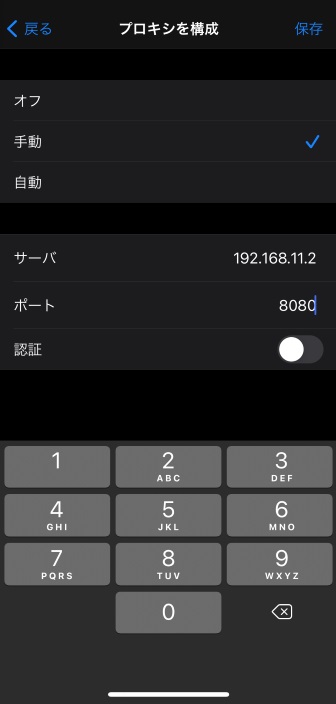 戻る プロキシを構成 保存
オフ
手動
自動
サーバ 192.168.11.2
ポート 8080
認証
1 2 3
ABC DEF
4 5 6
GHI JKL MNO
7 8 9
PQRS TUV WXYZ
0